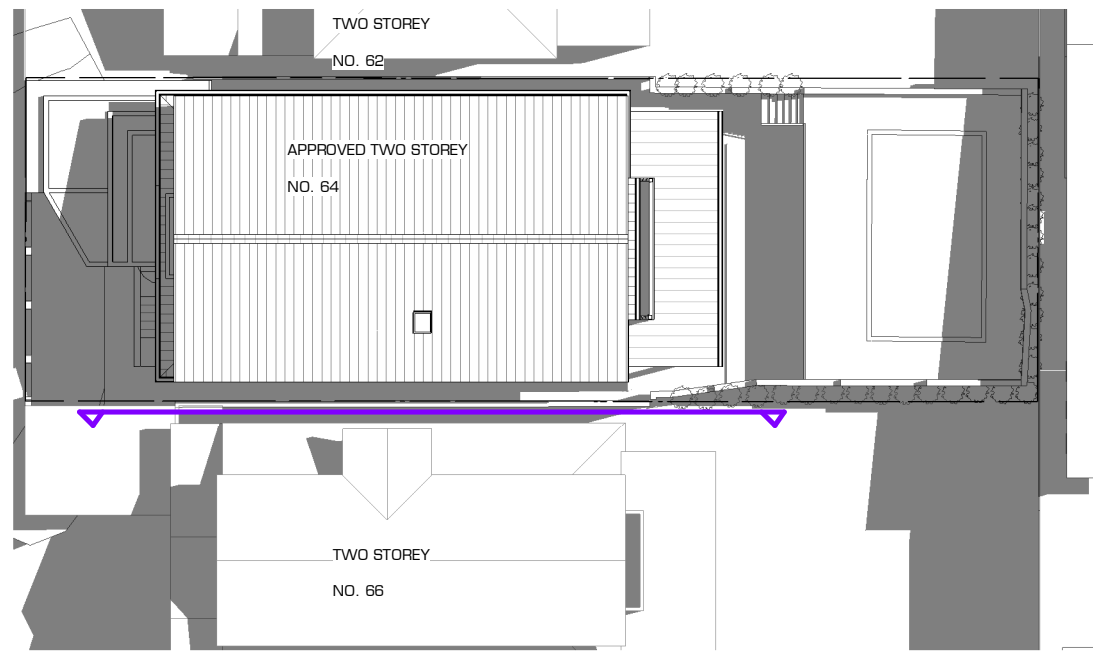 TWO STOREY
NO. 62
APPROVED TWO STOREY
NO. 64
TWO STOREY
NO. 66